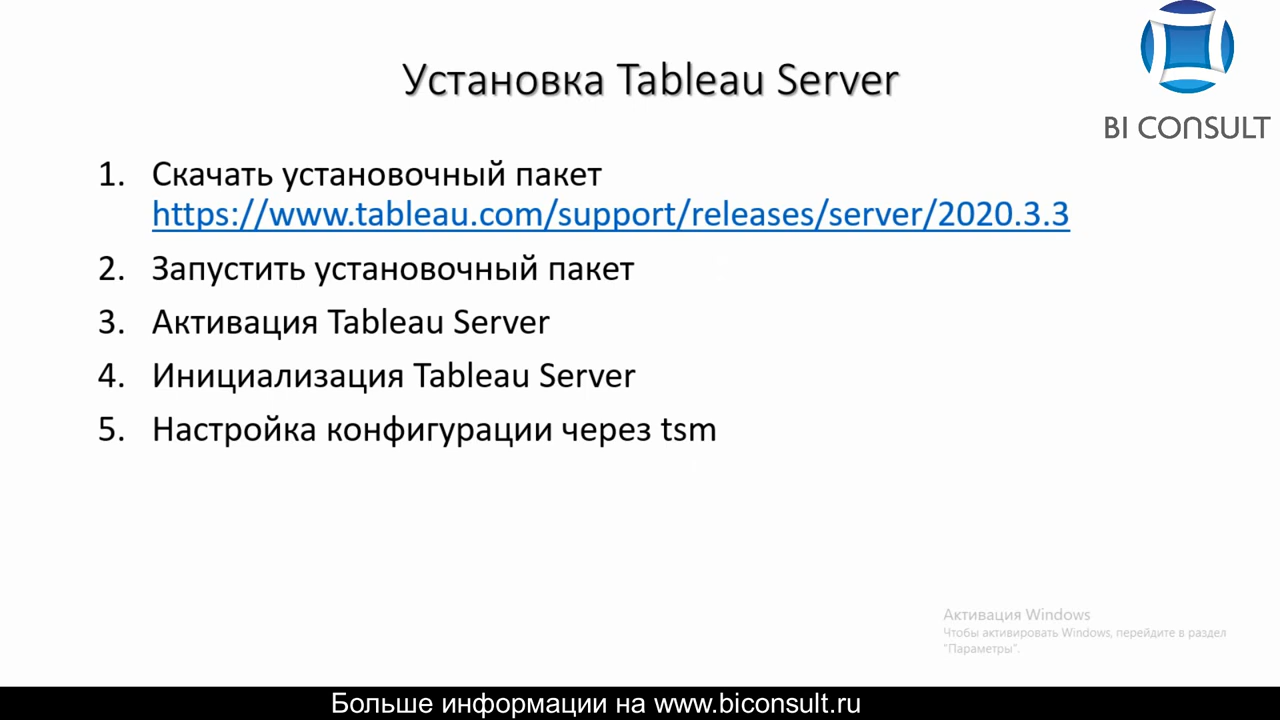 Установка Tableau Server
BI CONSULT
1. Скачать установочный пакет
https://www.tableau.com/support/releases/server/2020.3.3
2. Запустить установочный пакет
3. Активация Tableau Server
4. Инициализация Tableau Server
5. Настройка конфигурации через tsm
Активация Windows
Чтобы активировать Windows, перейдите в раздел
"Параметры".
Больше информации на www.biconsult.ru